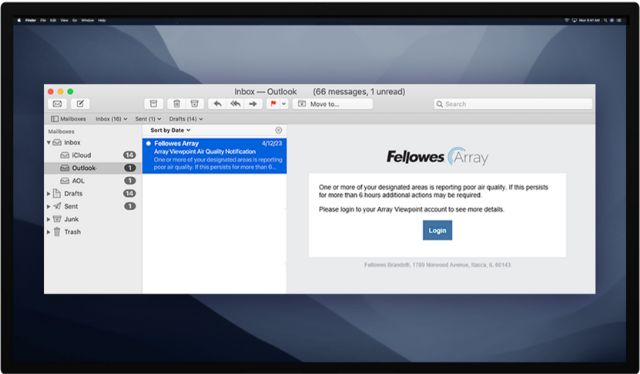 Finder File Edit View Go Window Help
Mon 9:41 AM
Inbox — Outlook (66 messages, 1 unread)
Move to...
Search
Mailboxes Inbox (16) Sent (1) Drafts (14)
Mailboxes
Inbox
iCloud 14
Outlook 1
AOL 1
Drafts 14
Sent 1
Junk
Trash
Sort by Date
Fellowes Array 4/12/23
Array Viewpoint Air Quality Notification
One or more of your designated areas is reporting
poor air quality. If this persists for more than 6...
Fellowes Array
One or more of your designated areas is reporting poor air quality. If this persists
for more than 6 hours additional actions may be required.
Please login to your Array Viewpoint account to see more details.
Login
Fellowes Brands®, 1789 Norwood Avenue, Itasca, IL 60143